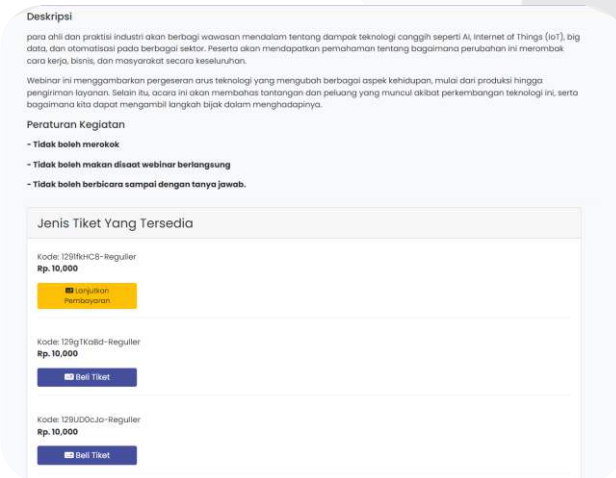 Deskripsi
para ahli dan praktisi industri akan berbagi wawasan mendalam tentang dampak teknologi canggih seperti AI, Internet of Things (IoT), big
data, dan otomatisasi pada berbagai sektor. Peserta akan mendapatkan pemahaman tentang bagaimana perubahan ini merombak
cara kerja, bisnis, dan masyarakat secara keseluruhan.
Webinar ini menggambarkan pergeseran arus teknologi yang mengubah berbagai aspek kehidupan, mulai dari produksi hingga
pengiriman layanan. Selain itu, acara ini akan membahas tantangan dan peluang yang muncul akibat perkembangan teknologi ini, serta
bagaimana kita dapat mengambil langkah bijak dalam menghadapinya.
Peraturan Kegiatan
- Tidak boleh merokok
- Tidak boleh makan disaat webinar berlangsung
- Tidak boleh berbicara sampai dengan tanya jawab.
Jenis Tiket Yang Tersedia
Kode: 129lfkHC8-Regulier
Rp. 10,000
Lanjutkan
Pembayaran
Kode: 129gTKaBd-Regulier
Rp. 10,000
Beli Tiket
Kode: 129UD0cJo-Regulier
Rp. 10,000
Beli Tiket